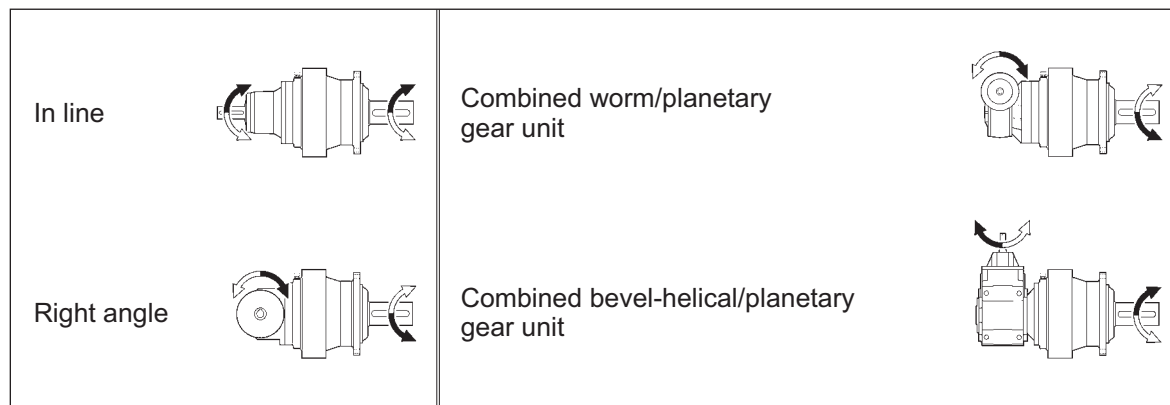 In line
Combined worm/planetary
gear unit
Right angle
Combined bevel-helical/planetary
gear unit